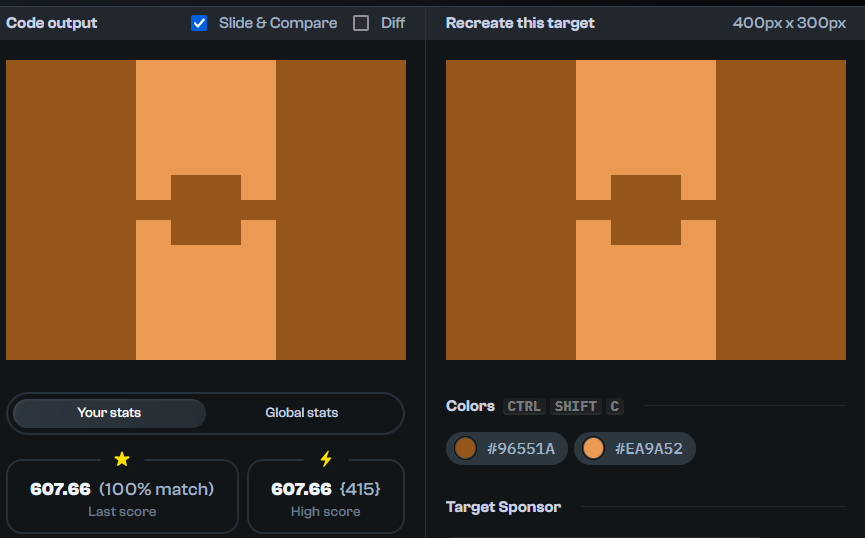 Code output
Slide & Compare
Diff
Recreate this target
400px x 300px
Your stats
Global stats
607.66 (100% match)
Last score
607.66 {415}
High score
Colors CTRL SHIFT C
#96551A
#EA9A52
Target Sponsor